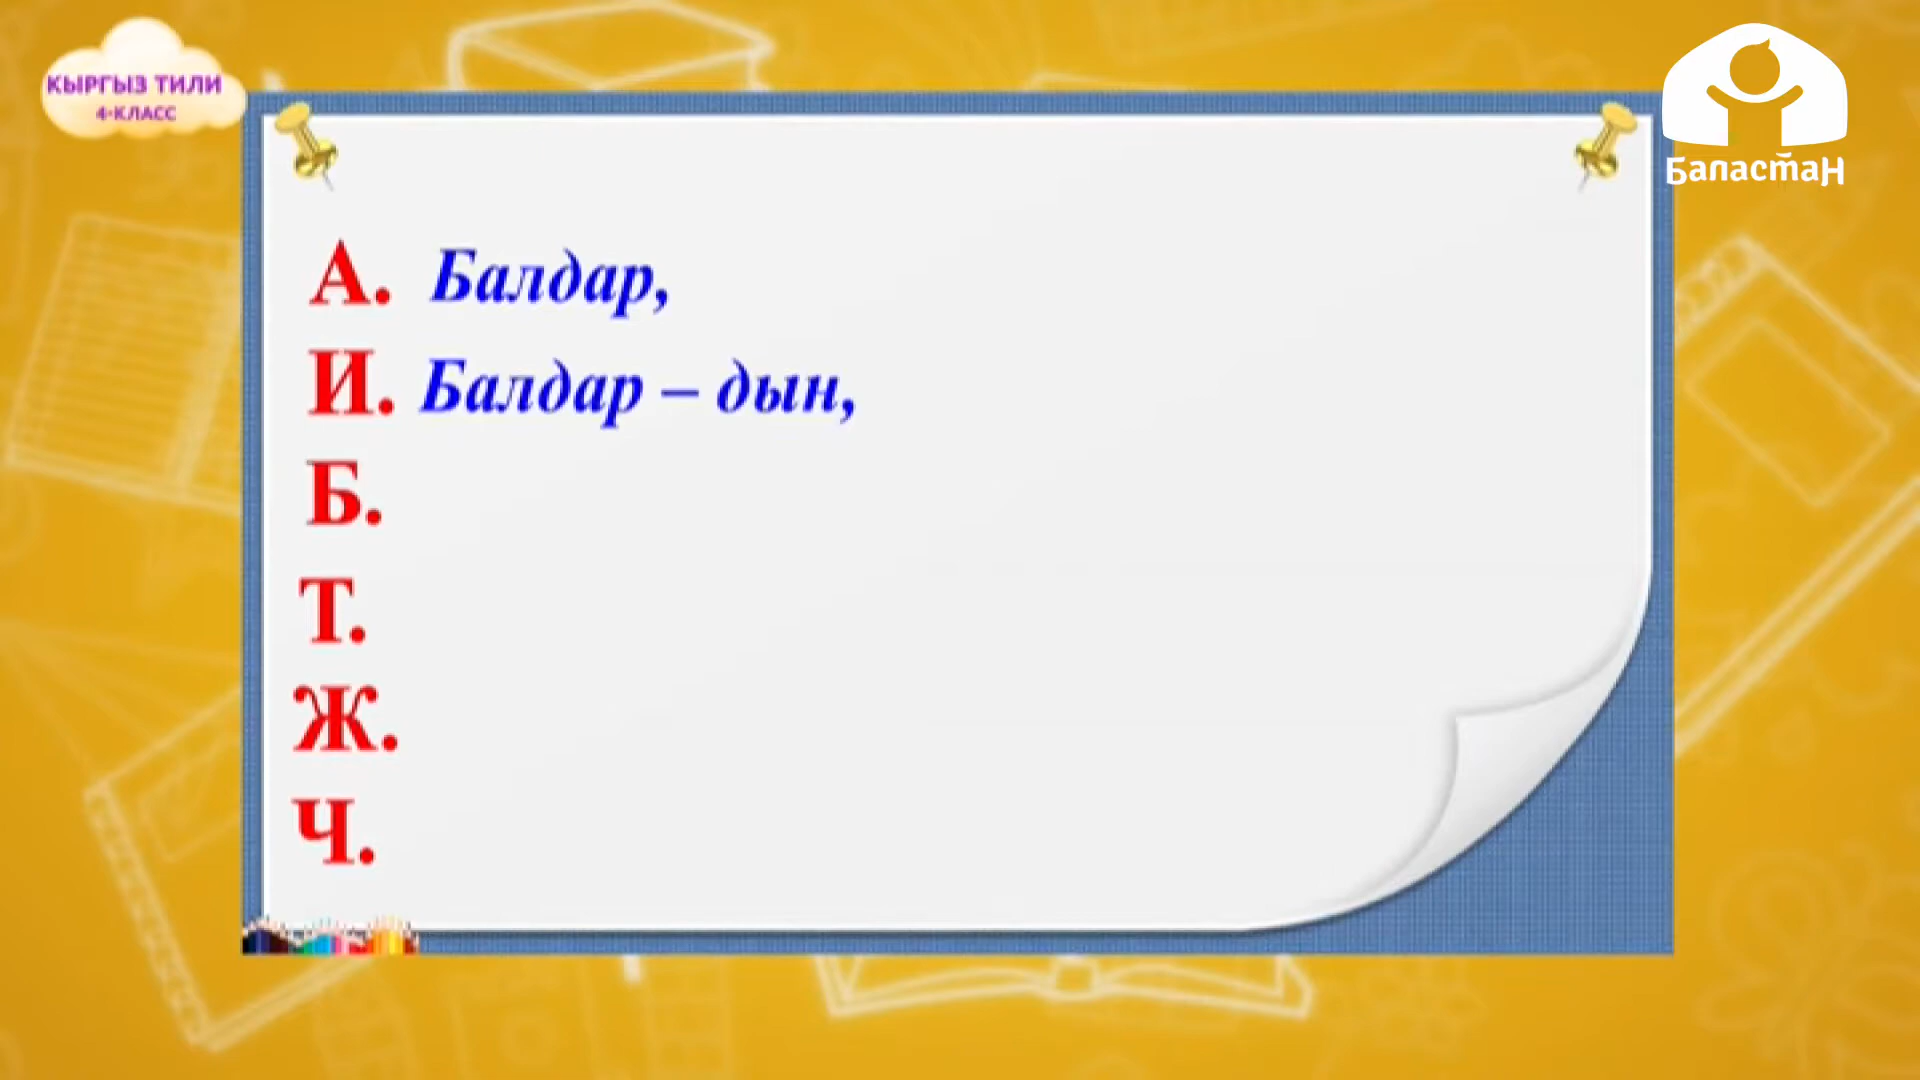 КЫРГЫЗ ТИЛИ
4-КЛАСС
Баластан
А. Балдар,
И. Балдар – дын,
Б.
Т.
Ж.
Ч.